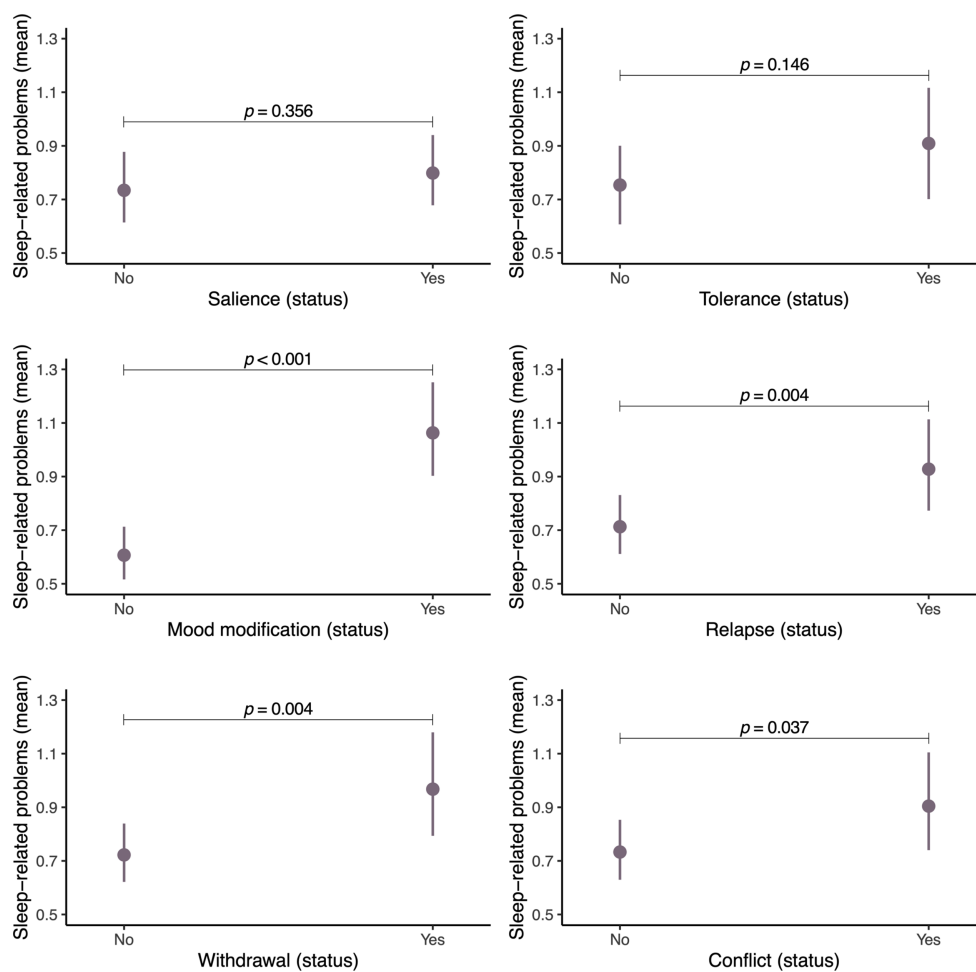 Sleep−related problems (mean)
1.3
1.1
0.9
0.7
0.5
p = 0.356
No
Yes
Salience (status)
Sleep−related problems (mean)
1.3
1.1
0.9
0.7
0.5
p = 0.146
No
Yes
Tolerance (status)
Sleep−related problems (mean)
1.3
1.1
0.9
0.7
0.5
p < 0.001
No
Yes
Mood modification (status)
Sleep−related problems (mean)
1.3
1.1
0.9
0.7
0.5
p = 0.004
No
Yes
Relapse (status)
Sleep−related problems (mean)
1.3
1.1
0.9
0.7
0.5
p = 0.004
No
Yes
Withdrawal (status)
Sleep−related problems (mean)
1.3
1.1
0.9
0.7
0.5
p = 0.037
No
Yes
Conflict (status)